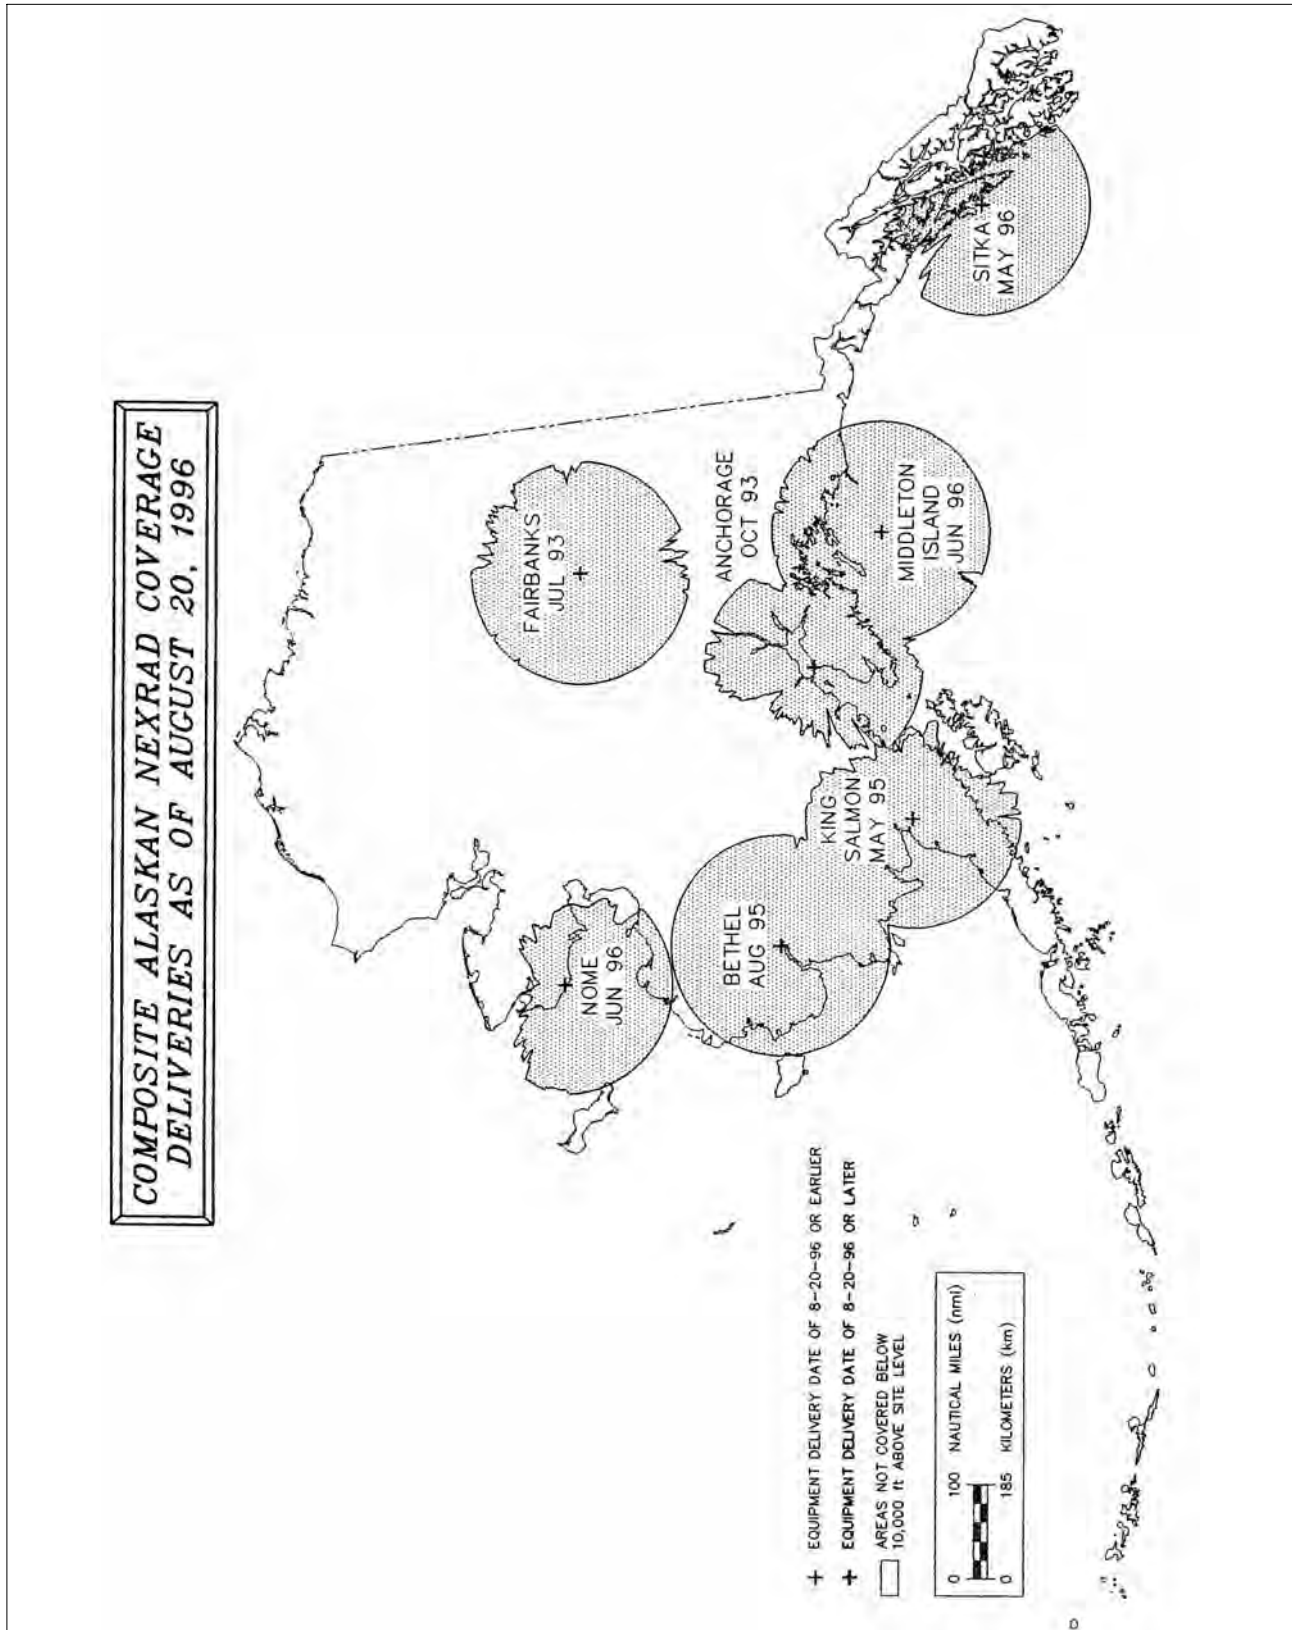 COMPOSITE ALASKAN NEXRAD COVERAGE
DELIVERIES AS OF AUGUST 20, 1996
NOME
JUN 96
FAIRBANKS
JUL 93
BETHEL
AUG 95
KING
SALMON
MAY 95
ANCHORAGE
OCT 93
MIDDLETON
ISLAND
JUN 96
SITKA
MAY 96
EQUIPMENT DELIVERY DATE OF 8-20-96 OR EARLIER
EQUIPMENT DELIVERY DATE OF 8-20-96 OR LATER
AREAS NOT COVERED BELOW
10,000 ft ABOVE SITE LEVEL
0 100 NAUTICAL MILES (nmi)
0 185 KILOMETERS (km)